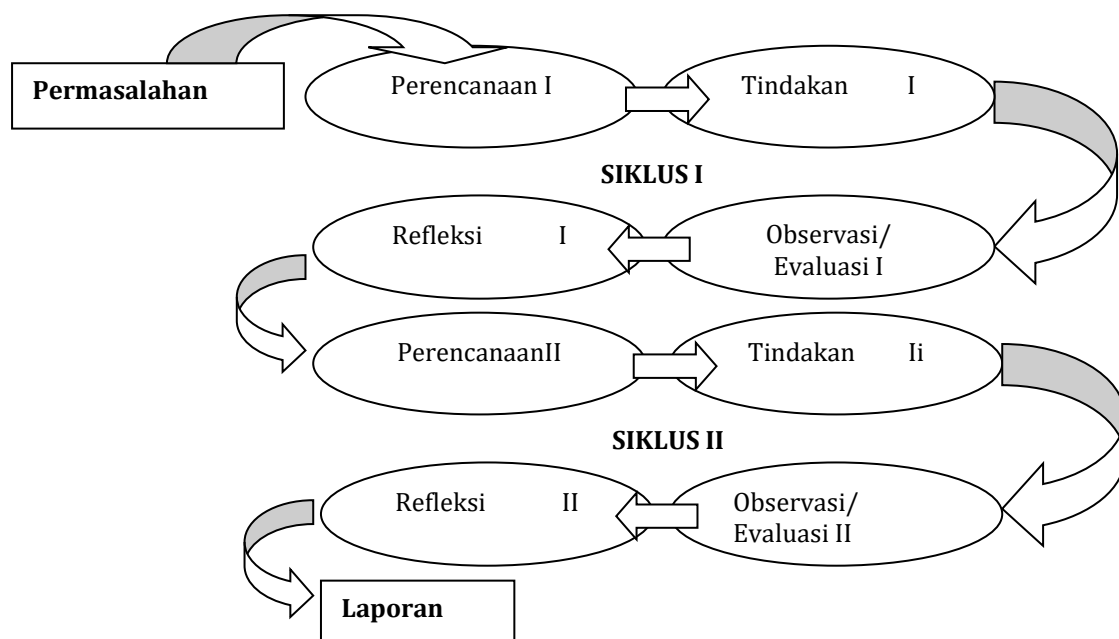 Permasalahan
Perencanaan I
Tindakan I
SIKLUS I
Refleksi I
Observasi/
Evaluasi I
PerencanaanII
Tindakan Ii
SIKLUS II
Refleksi II
Observasi/
Evaluasi II
Laporan